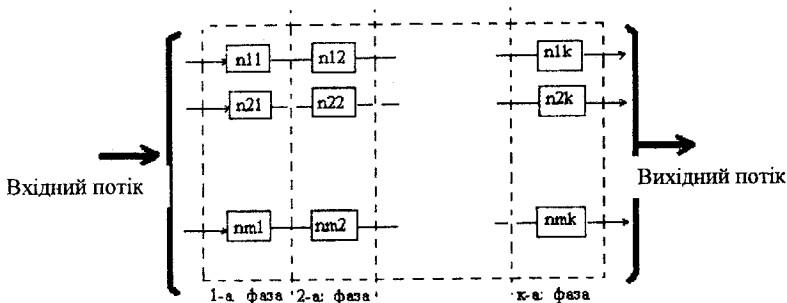 n11 n12 n1k
n21 n22 n2k
Вхідний потік
Вихідний потік
nm1 nm2 nmk
1-а фаза 2-а: фаза к-а: фаза